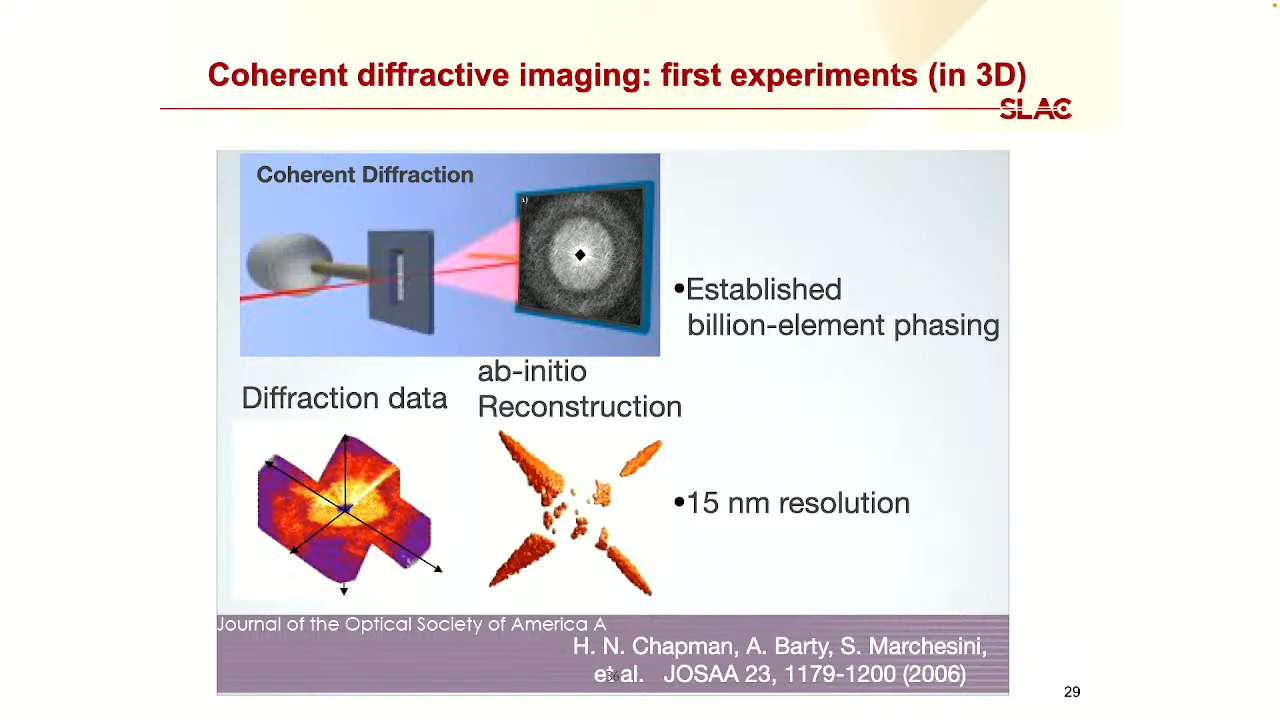 Coherent diffractive imaging: first experiments (in 3D)
SLAC
Coherent Diffraction
•Established
billion-element phasing
ab-initio
Reconstruction
Diffraction data
•15 nm resolution
Journal of the Optical Society of America A
H. N. Chapman, A. Barty, S. Marchesini,
et al. JOSAA 23, 1179-1200 (2006)
29